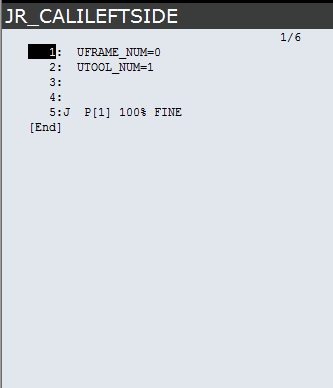 JR_CALILEFTSIDE
1/6
1: UFRAME_NUM=0
2: UTOOL_NUM=1
3:
4:
5:J P[1] 100% FINE
[End]